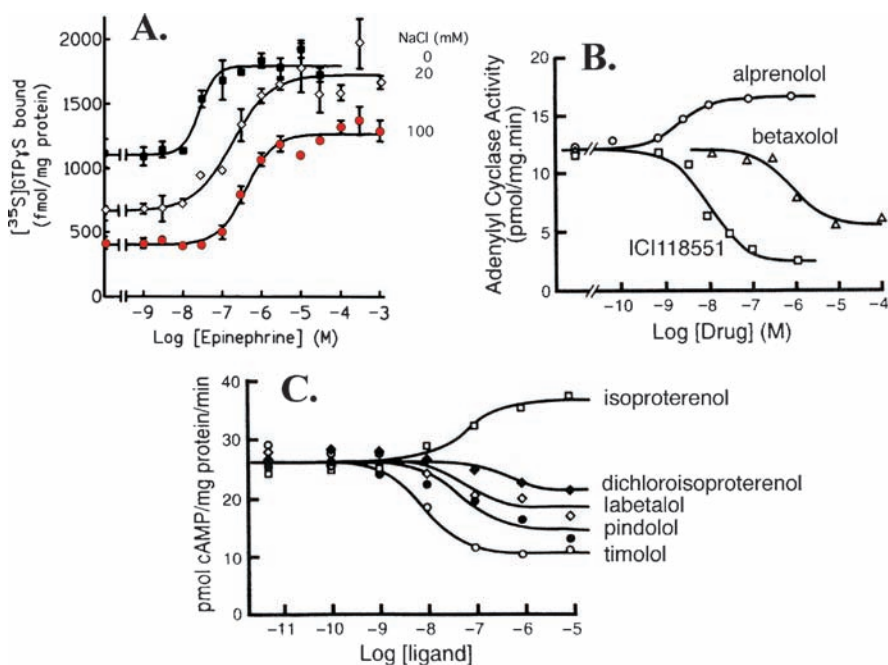 A.
NaCl (mM)
0
20
100
2000
1500
1000
500
0
[³⁵S]GTPγS bound
(fmol/mg protein)
-9 -8 -7 -6 -5 -4 -3
Log [Epinephrine] (M)
B.
20
15
10
5
0
Adenylyl Cyclase Activity
(pmol/mg.min)
alprenolol
betaxolol
ICI118551
-10 -8 -6 -4
Log [Drug] (M)
C.
40
30
20
10
0
pmol cAMP/mg protein/min
isoproterenol
dichloroisoproterenol
labetalol
pindolol
timolol
-11 -10 -9 -8 -7 -6 -5
Log [ligand]